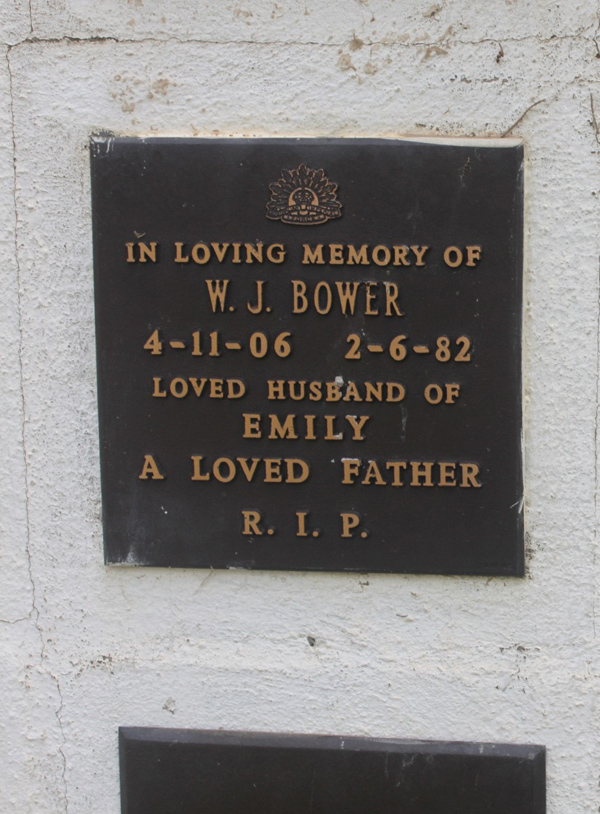 IN LOVING MEMORY OF
W. J. BOWER
4-11-06 2-6-82
LOVED HUSBAND OF
EMILY
A LOVED FATHER
R. I. P.